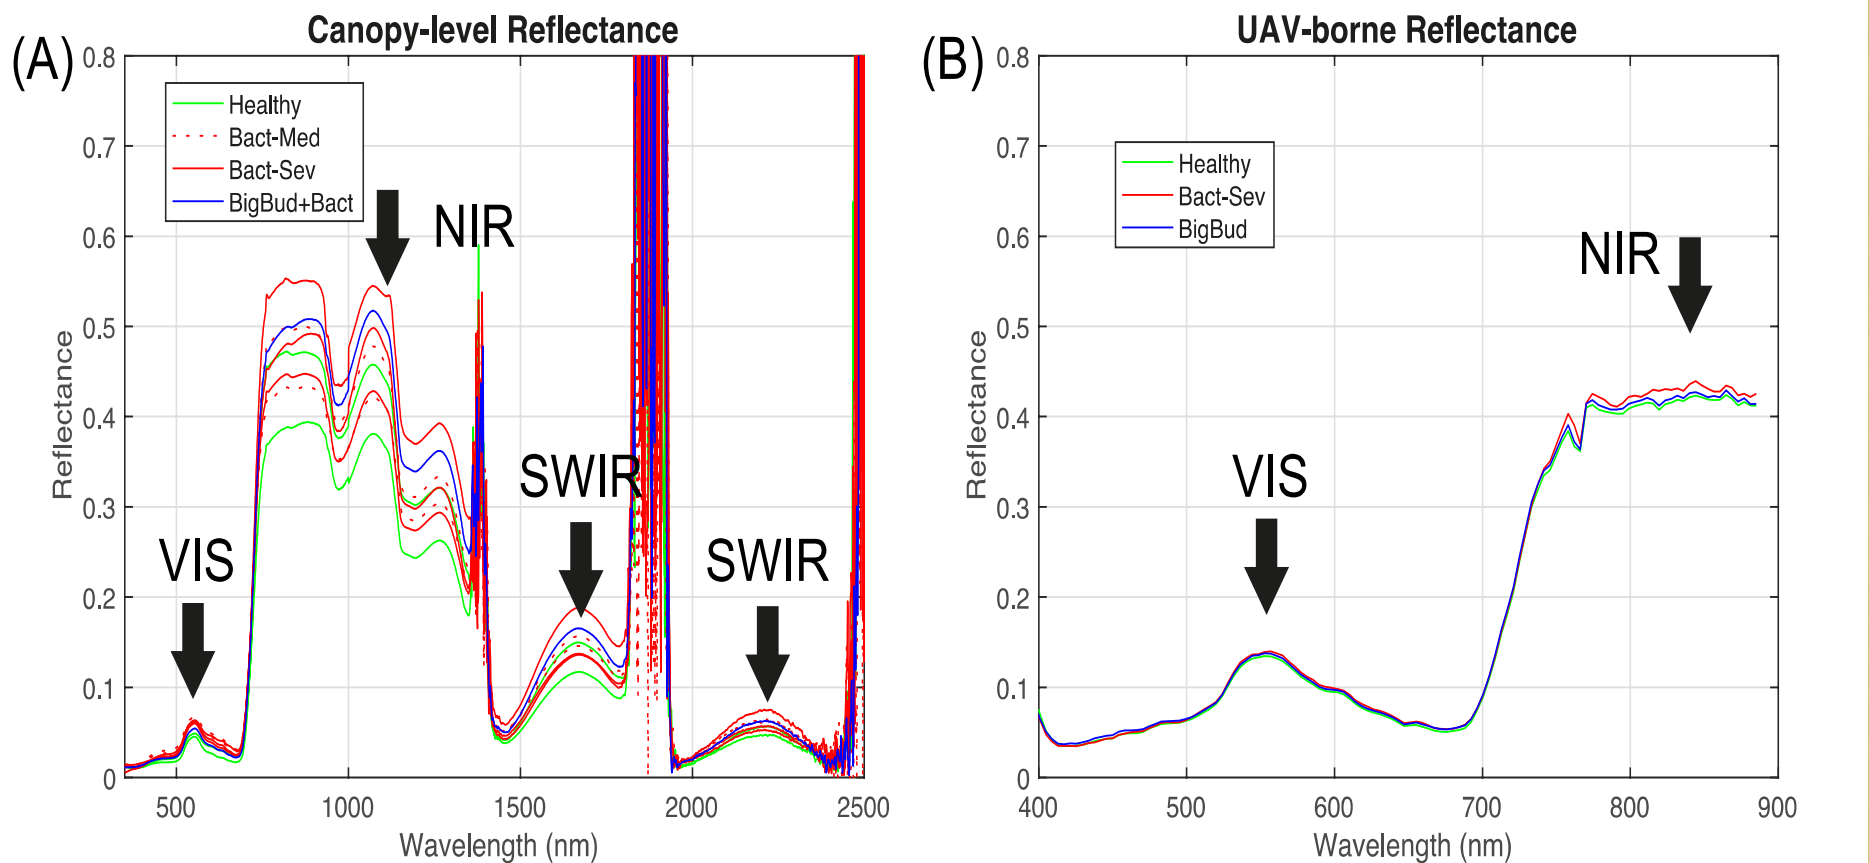 (A)
Canopy-level Reflectance
0.8
0.7
0.6
0.5
0.4
0.3
0.2
0.1
0
Reflectance
Healthy
Bact-Med
Bact-Sev
BigBud+Bact
VIS
NIR
SWIR
SWIR
500
1000
1500
2000
2500
Wavelength (nm)
(B)
UAV-borne Reflectance
0.8
0.7
0.6
0.5
0.4
0.3
0.2
0.1
0
Reflectance
Healthy
Bact-Sev
BigBud
VIS
NIR
400
500
600
700
800
900
Wavelength (nm)